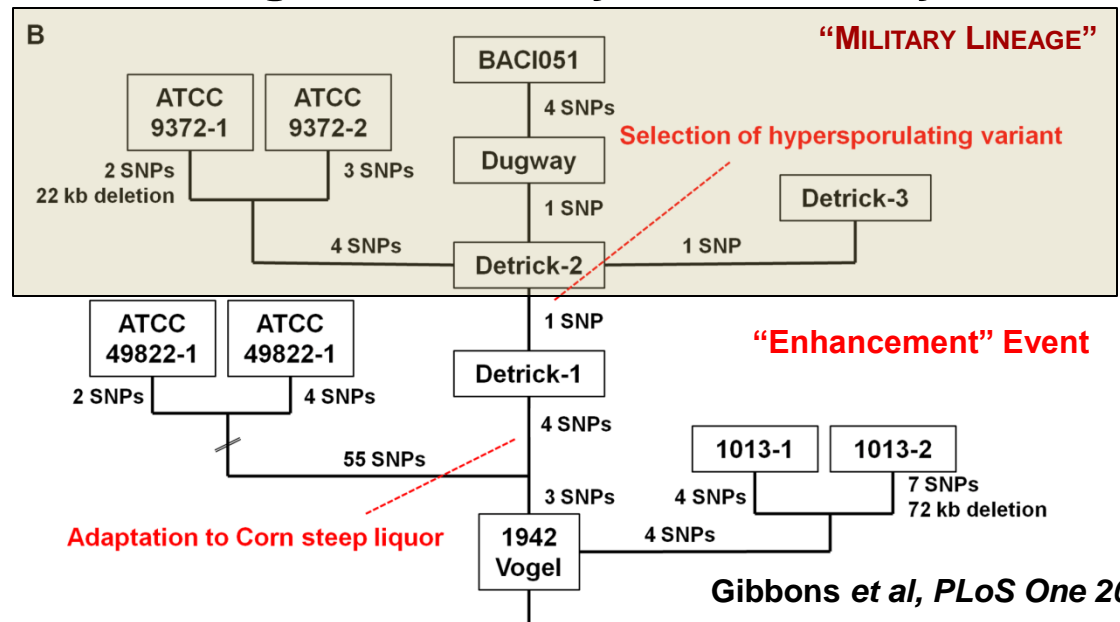 B
"MILITARY LINEAGE"
BACI051
ATCC
9372-1
ATCC
9372-2
4 SNPs
Selection of hypersporulating variant
2 SNPs
22 kb deletion
3 SNPs
Dugway
Detrick-3
1 SNP
4 SNPs
1 SNP
Detrick-2
ATCC
49822-1
ATCC
49822-1
1 SNP
"Enhancement" Event
Detrick-1
2 SNPs
4 SNPs
4 SNPs
1013-1
1013-2
55 SNPs
3 SNPs
4 SNPs
7 SNPs
72 kb deletion
Adaptation to Corn steep liquor
1942
Vogel
4 SNPs
Gibbons et al, PLoS One